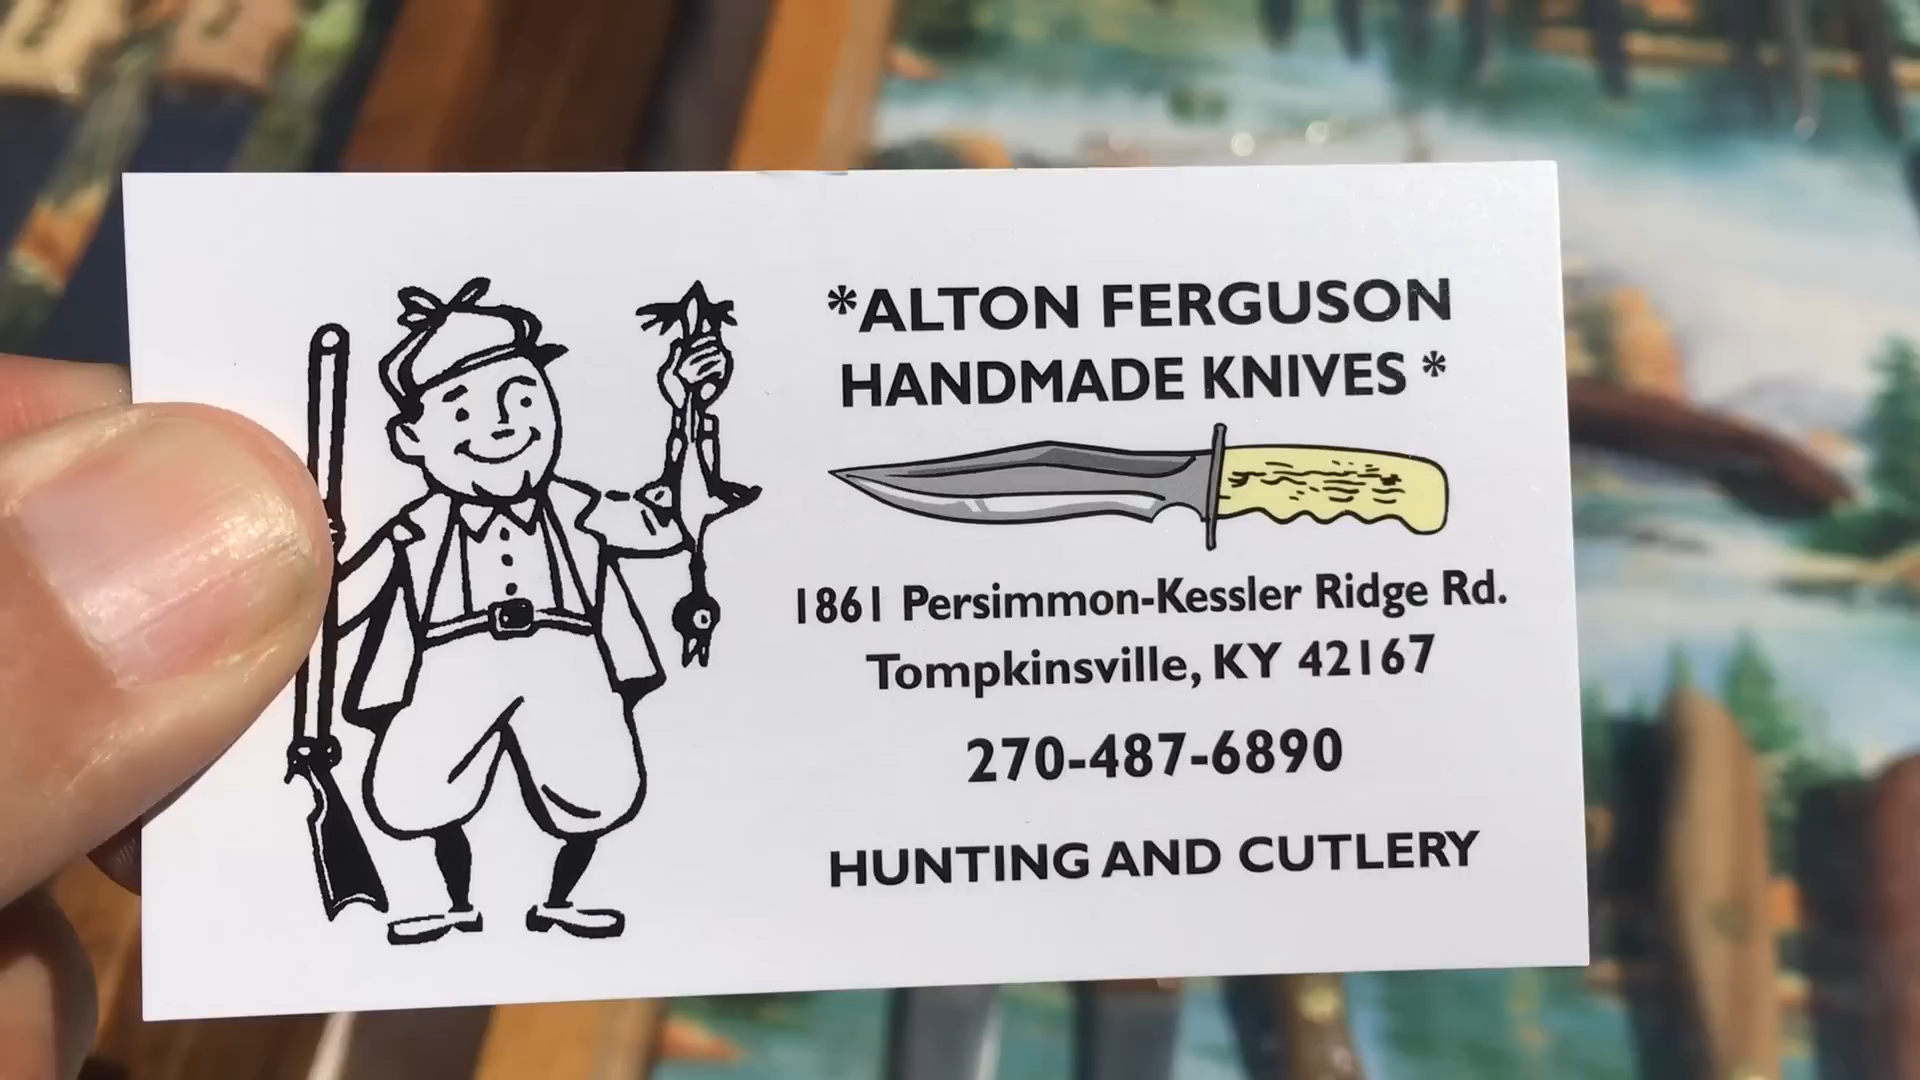 *ALTON FERGUSON
HANDMADE KNIVES *
1861 Persimmon-Kessler Ridge Rd.
Tompkinsville, KY 42167
270-487-6890
HUNTING AND CUTLERY